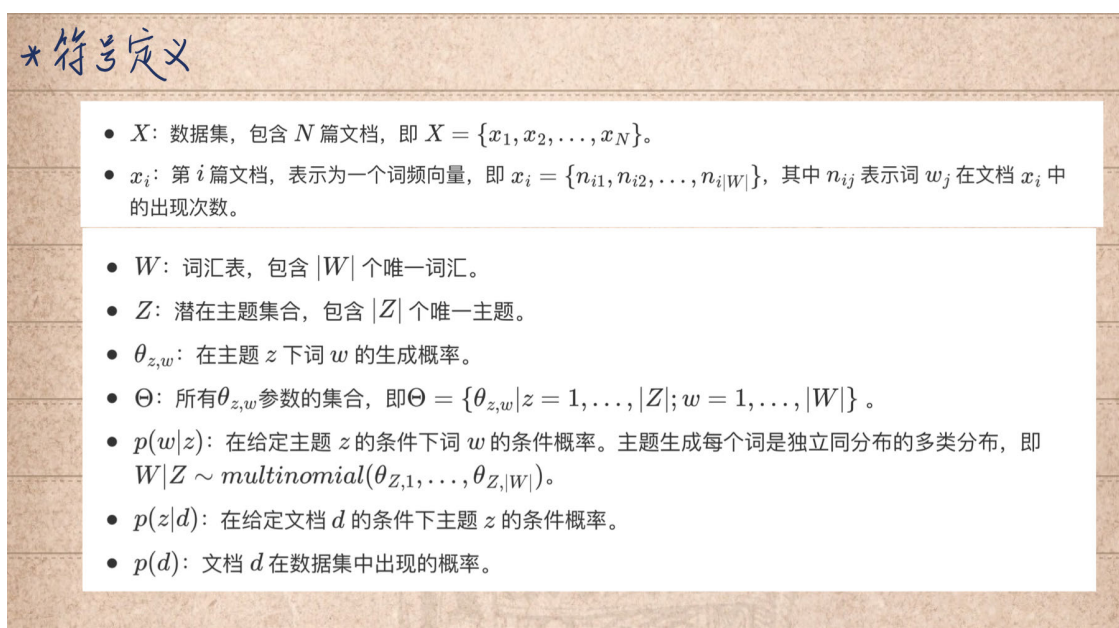 *符号定义
• X：数据集，包含 N 篇文档，即 X = {x₁, x₂, . . . , x_N}。
• x_i：第 i 篇文档，表示为一个词频向量，即 x_i = {n_{i1}, n_{i2}, . . . , n_{i|W|}}，其中 n_{ij} 表示词 w_j 在文档 x_i 中
的出现次数。
• W：词汇表，包含 |W| 个唯一词汇。
• Z：潜在主题集合，包含 |Z| 个唯一主题。
• θ_{z,w}：在主题 z 下词 w 的生成概率。
• Θ：所有θ_{z,w}参数的集合，即Θ = {θ_{z,w}|z = 1, . . . , |Z|; w = 1, . . . , |W|} 。
• p(w|z)：在给定主题 z 的条件下词 w 的条件概率。主题生成每个词是独立同分布的多类分布，即
W|Z ∼ multinomial(θ_{Z,1}, . . . , θ_{Z,|W|})。
• p(z|d)：在给定文档 d 的条件下主题 z 的条件概率。
• p(d)：文档 d 在数据集中出现的概率。